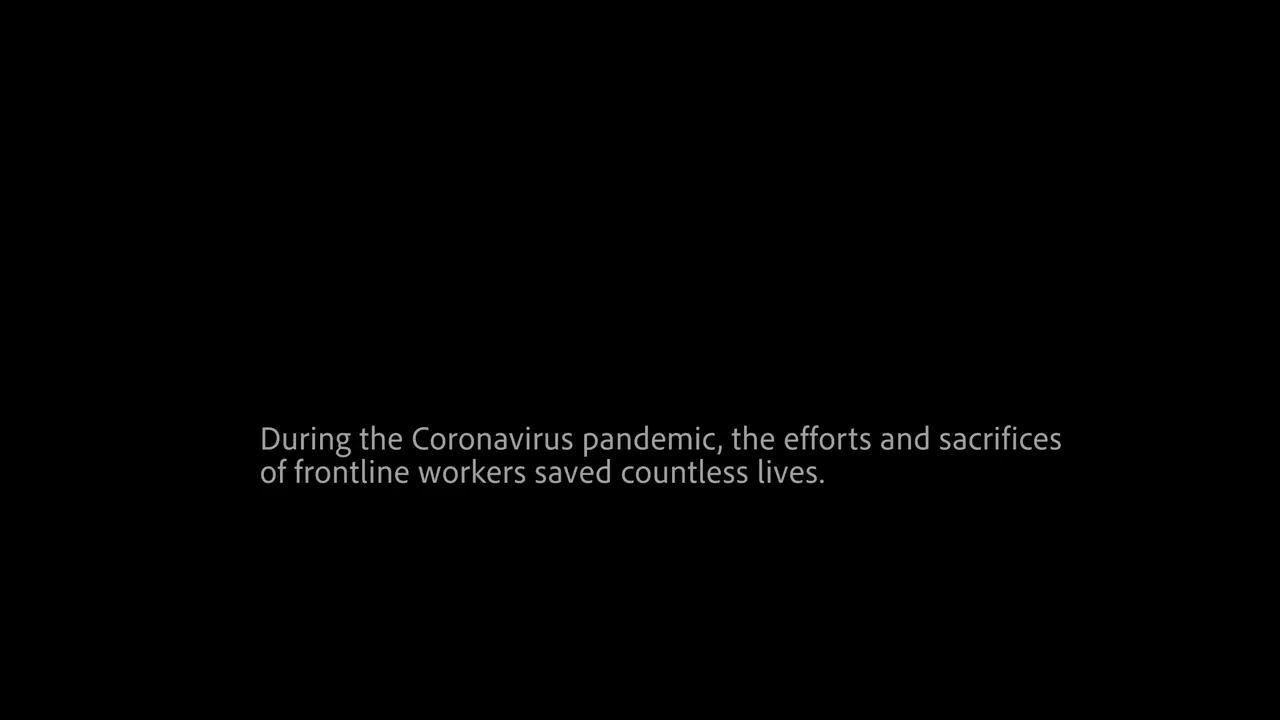 During the Coronavirus pandemic, the efforts and sacrifices
of frontline workers saved countless lives.